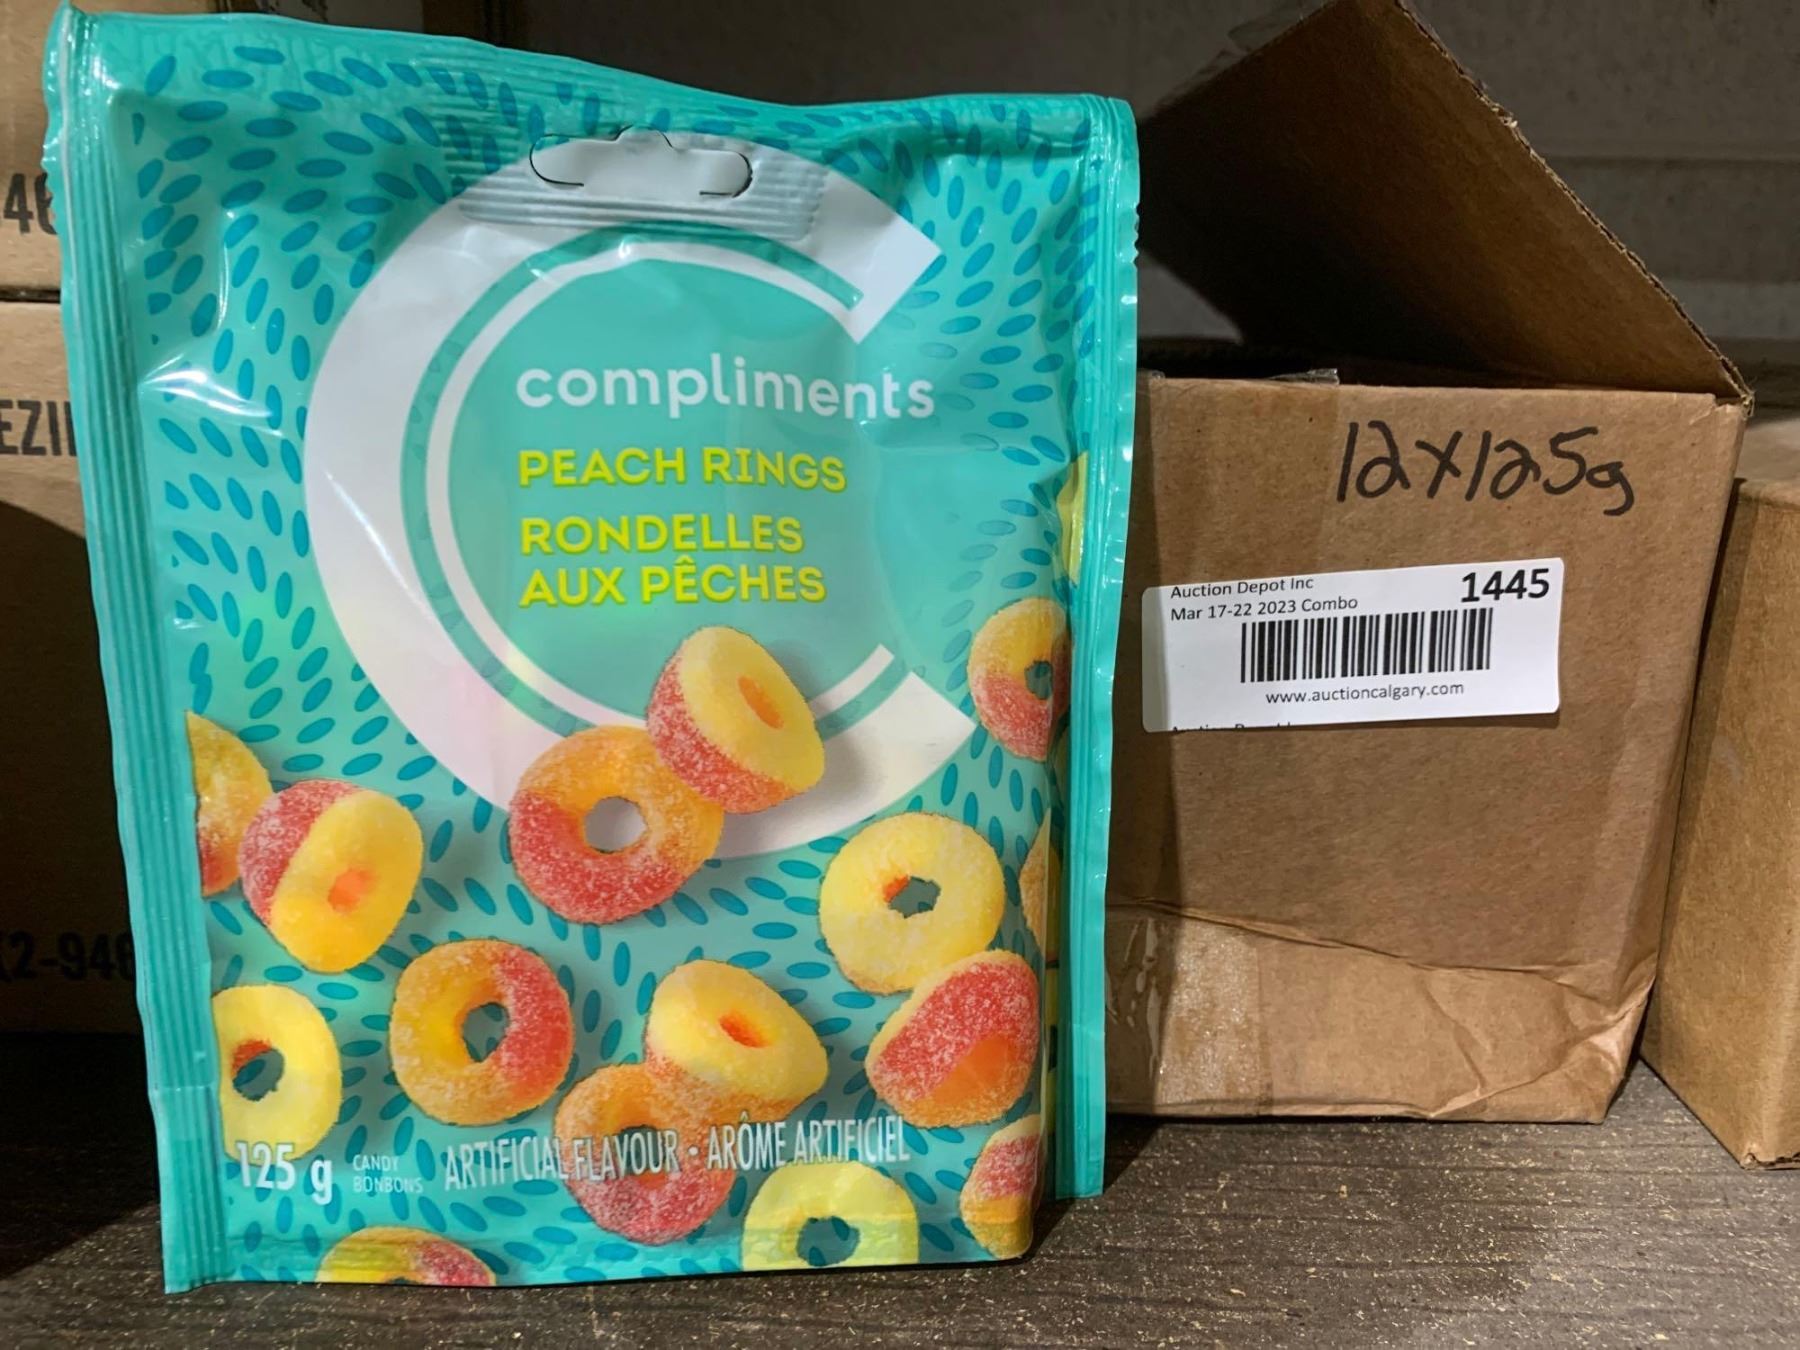 compliments
PEACH RINGS
RONDELLES
AUX PÊCHES
125 g
CANDY
BONBONS
ARTIFICIAL FLAVOUR • ARÔME ARTIFICIEL
12x125g
Auction Depot Inc
1445
Mar 17-22 2023 Combo
www.auctioncalgary.com